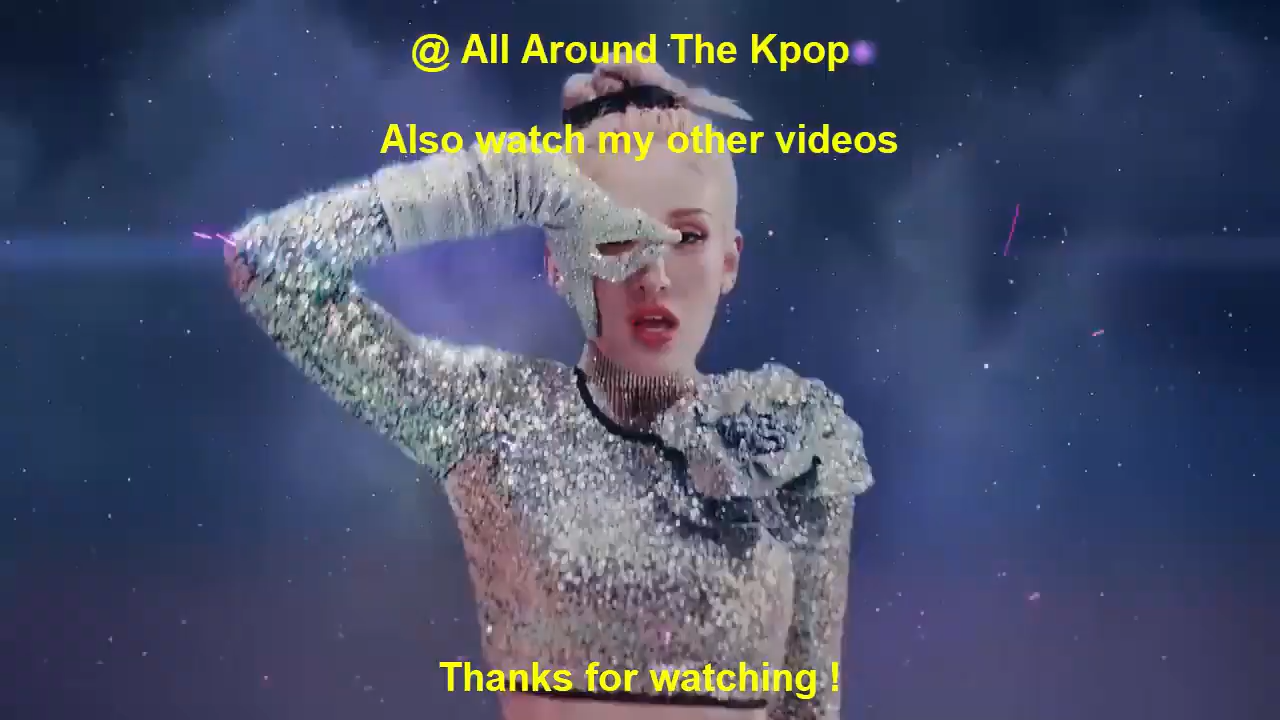 @ All Around The Kpop
Also watch my other videos
Thanks for watching !